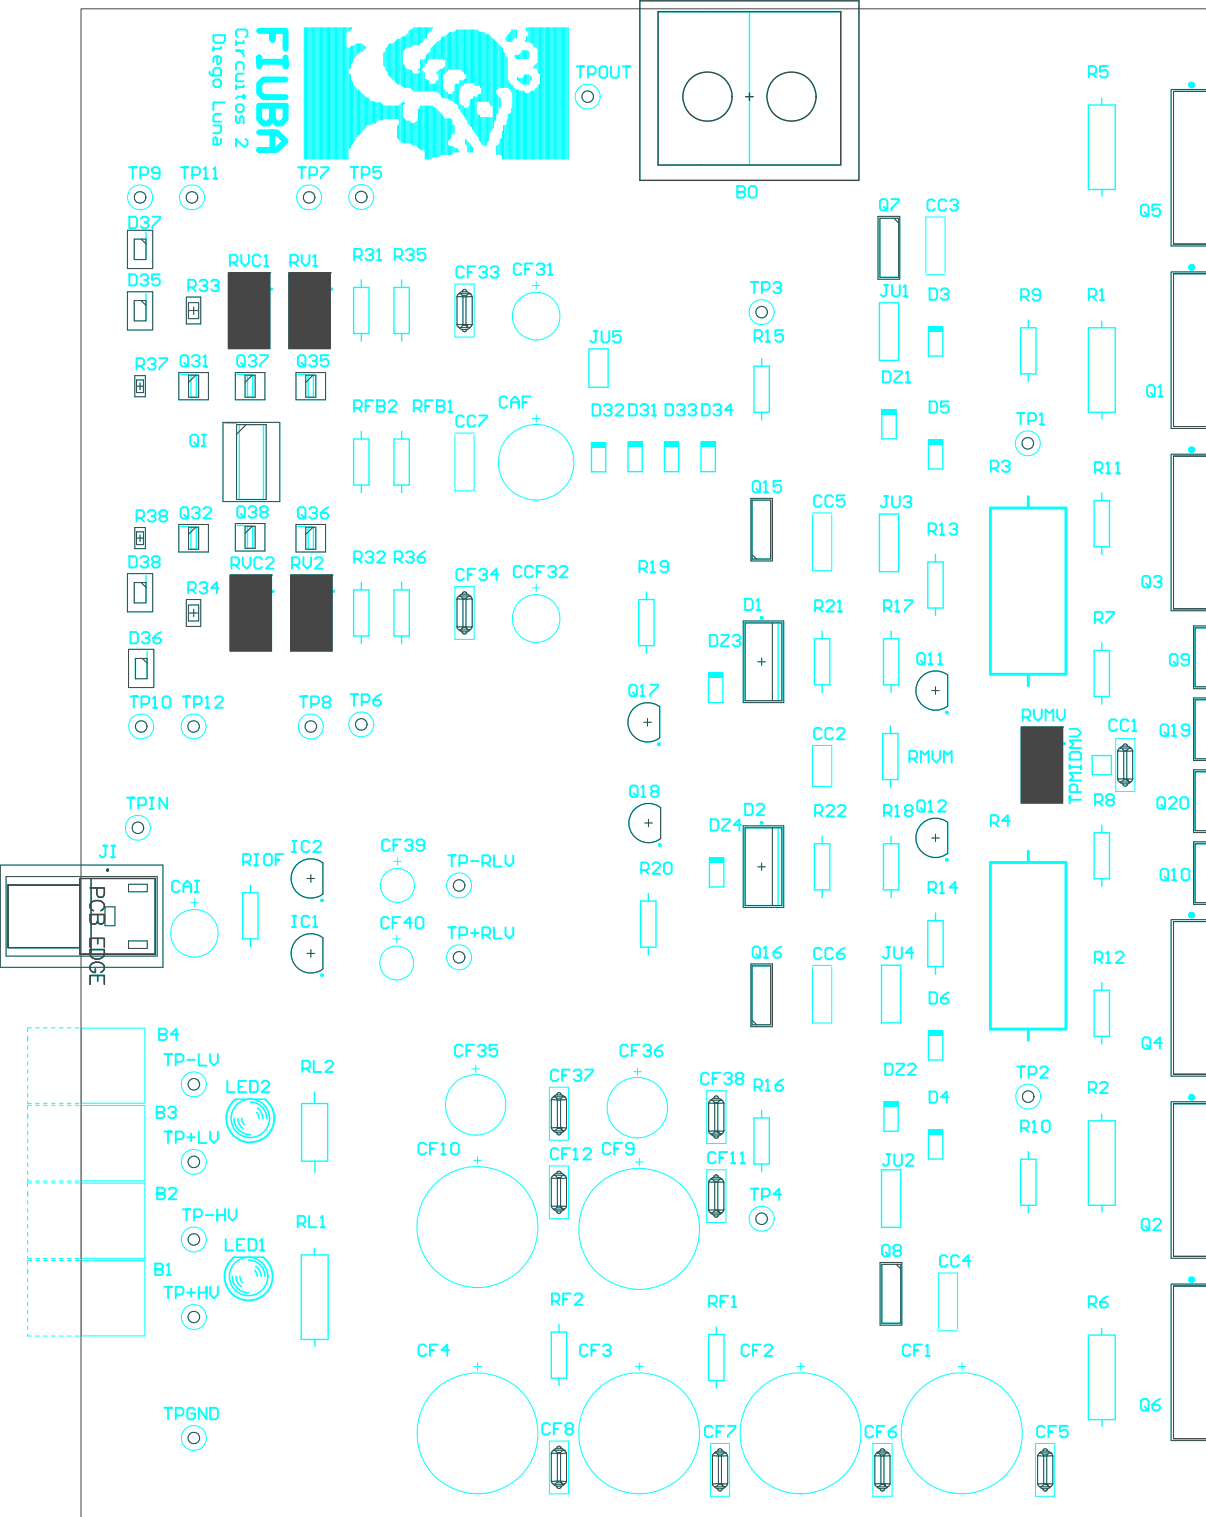 FIUBA
Circuitos 2
Diego Luna
TPOUT
R5
TP9
TP11
TP7
TP5
BO
Q7
CC3
Q5
D37
RVC1
RV1
R31
R35
CF33
CF31
D35
R33
TP3
JU1
D3
R9
R1
R15
JU5
R37
Q31
Q37
Q35
DZ1
Q1
RFB2
RFB1
CAF
CC7
D32
D31
D33
D34
D5
TP1
QI
R3
R11
Q15
CC5
JU3
R38
Q32
Q38
Q36
R13
D38
RVC2
RV2
R32
R36
CF34
CCF32
R19
Q3
R34
D1
R21
R17
R7
D36
DZ3
Q11
Q9
Q17
TP10
TP12
TP8
TP6
RVMV
TPMIDMV
CC1
CC2
RMVM
Q19
TPIN
Q18
D2
R22
R18
Q12
R8
Q20
DZ4
R4
JI
RIOF
IC2
CF39
TP-RLV
R20
CAI
Q10
R14
PCB EDGE
IC1
CF40
TP+RLV
Q16
CC6
JU4
R12
D6
B4
TP-LV
CF35
CF36
Q4
RL2
LED2
CF37
CF38
R16
DZ2
D4
TP2
R2
B3
TP+LV
CF10
CF9
CF12
CF11
R10
JU2
B2
TP-HV
RL1
TP4
Q2
LED1
Q8
CC4
B1
TP+HV
RF2
RF1
R6
CF4
CF3
CF2
CF1
TPGND
CF8
CF7
CF6
CF5
Q6